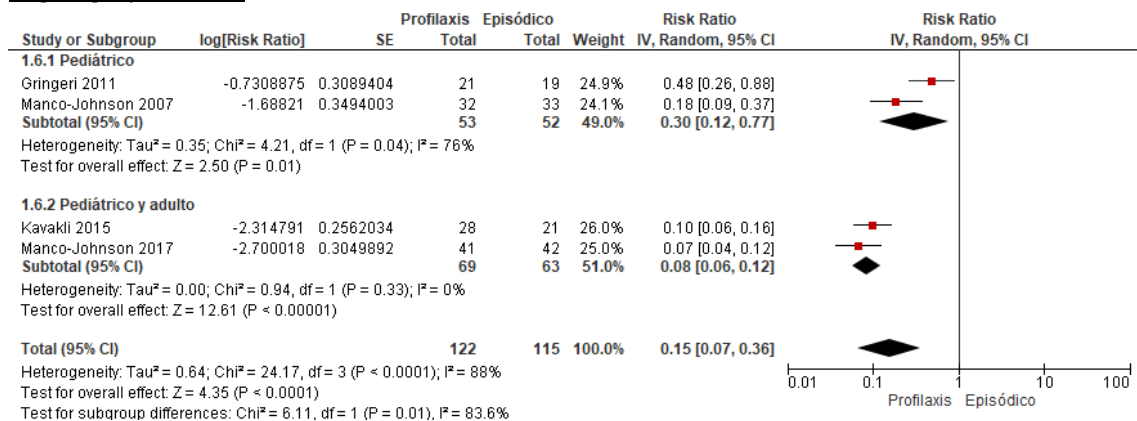 Profilaxis Episódico Risk Ratio Risk Ratio
Study or Subgroup log[Risk Ratio] SE Total Total Weight IV, Random, 95% CI IV, Random, 95% CI
1.6.1 Pediátrico
Gringeri 2011 -0.7308875 0.3089404 21 19 24.9% 0.48 [0.26, 0.88]
Manco-Johnson 2007 -1.68821 0.3494003 32 33 24.1% 0.18 [0.09, 0.37]
Subtotal (95% CI) 53 52 49.0% 0.30 [0.12, 0.77]
Heterogeneity: Tau² = 0.35; Chi² = 4.21, df = 1 (P = 0.04); I² = 76%
Test for overall effect: Z = 2.50 (P = 0.01)
1.6.2 Pediátrico y adulto
Kavakli 2015 -2.314791 0.2562034 28 21 26.0% 0.10 [0.06, 0.16]
Manco-Johnson 2017 -2.700018 0.3049892 41 42 25.0% 0.07 [0.04, 0.12]
Subtotal (95% CI) 69 63 51.0% 0.08 [0.06, 0.12]
Heterogeneity: Tau² = 0.00; Chi² = 0.94, df = 1 (P = 0.33); I² = 0%
Test for overall effect: Z = 12.61 (P < 0.00001)
Total (95% CI) 122 115 100.0% 0.15 [0.07, 0.36]
Heterogeneity: Tau² = 0.64; Chi² = 24.17, df = 3 (P < 0.0001); I² = 88%
Test for overall effect: Z = 4.35 (P < 0.0001)
Test for subgroup differences: Chi² = 6.11, df = 1 (P = 0.01), I² = 83.6%
0.01 0.1 1 10 100
Profilaxis Episódico